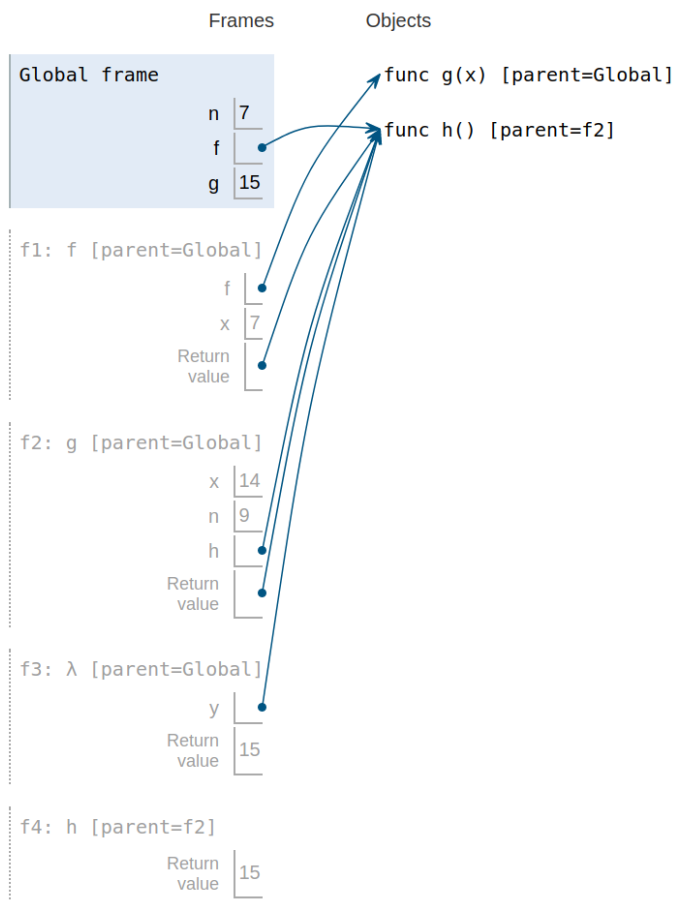 Frames Objects
Global frame
func g(x) [parent=Global]
func h() [parent=f2]
n 7
f
g 15
f1: f [parent=Global]
f
x 7
Return
value
f2: g [parent=Global]
x 14
n 9
h
Return
value
f3: λ [parent=Global]
y
Return
value 15
f4: h [parent=f2]
Return
value 15